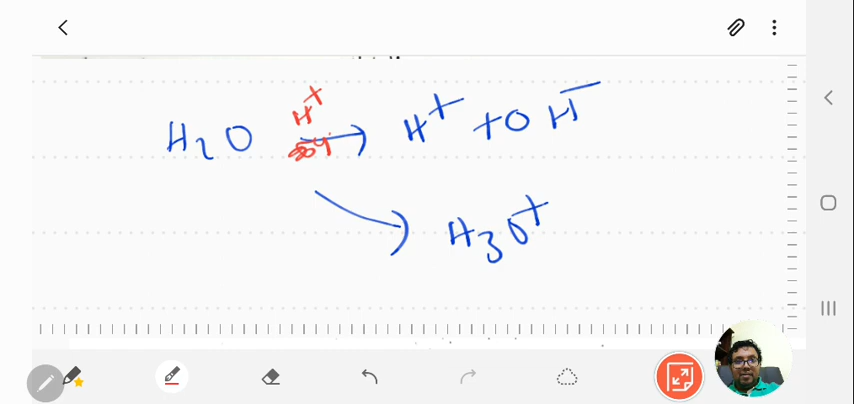 H⁺
H₂O → H⁺ + OH⁻
H₃O⁺